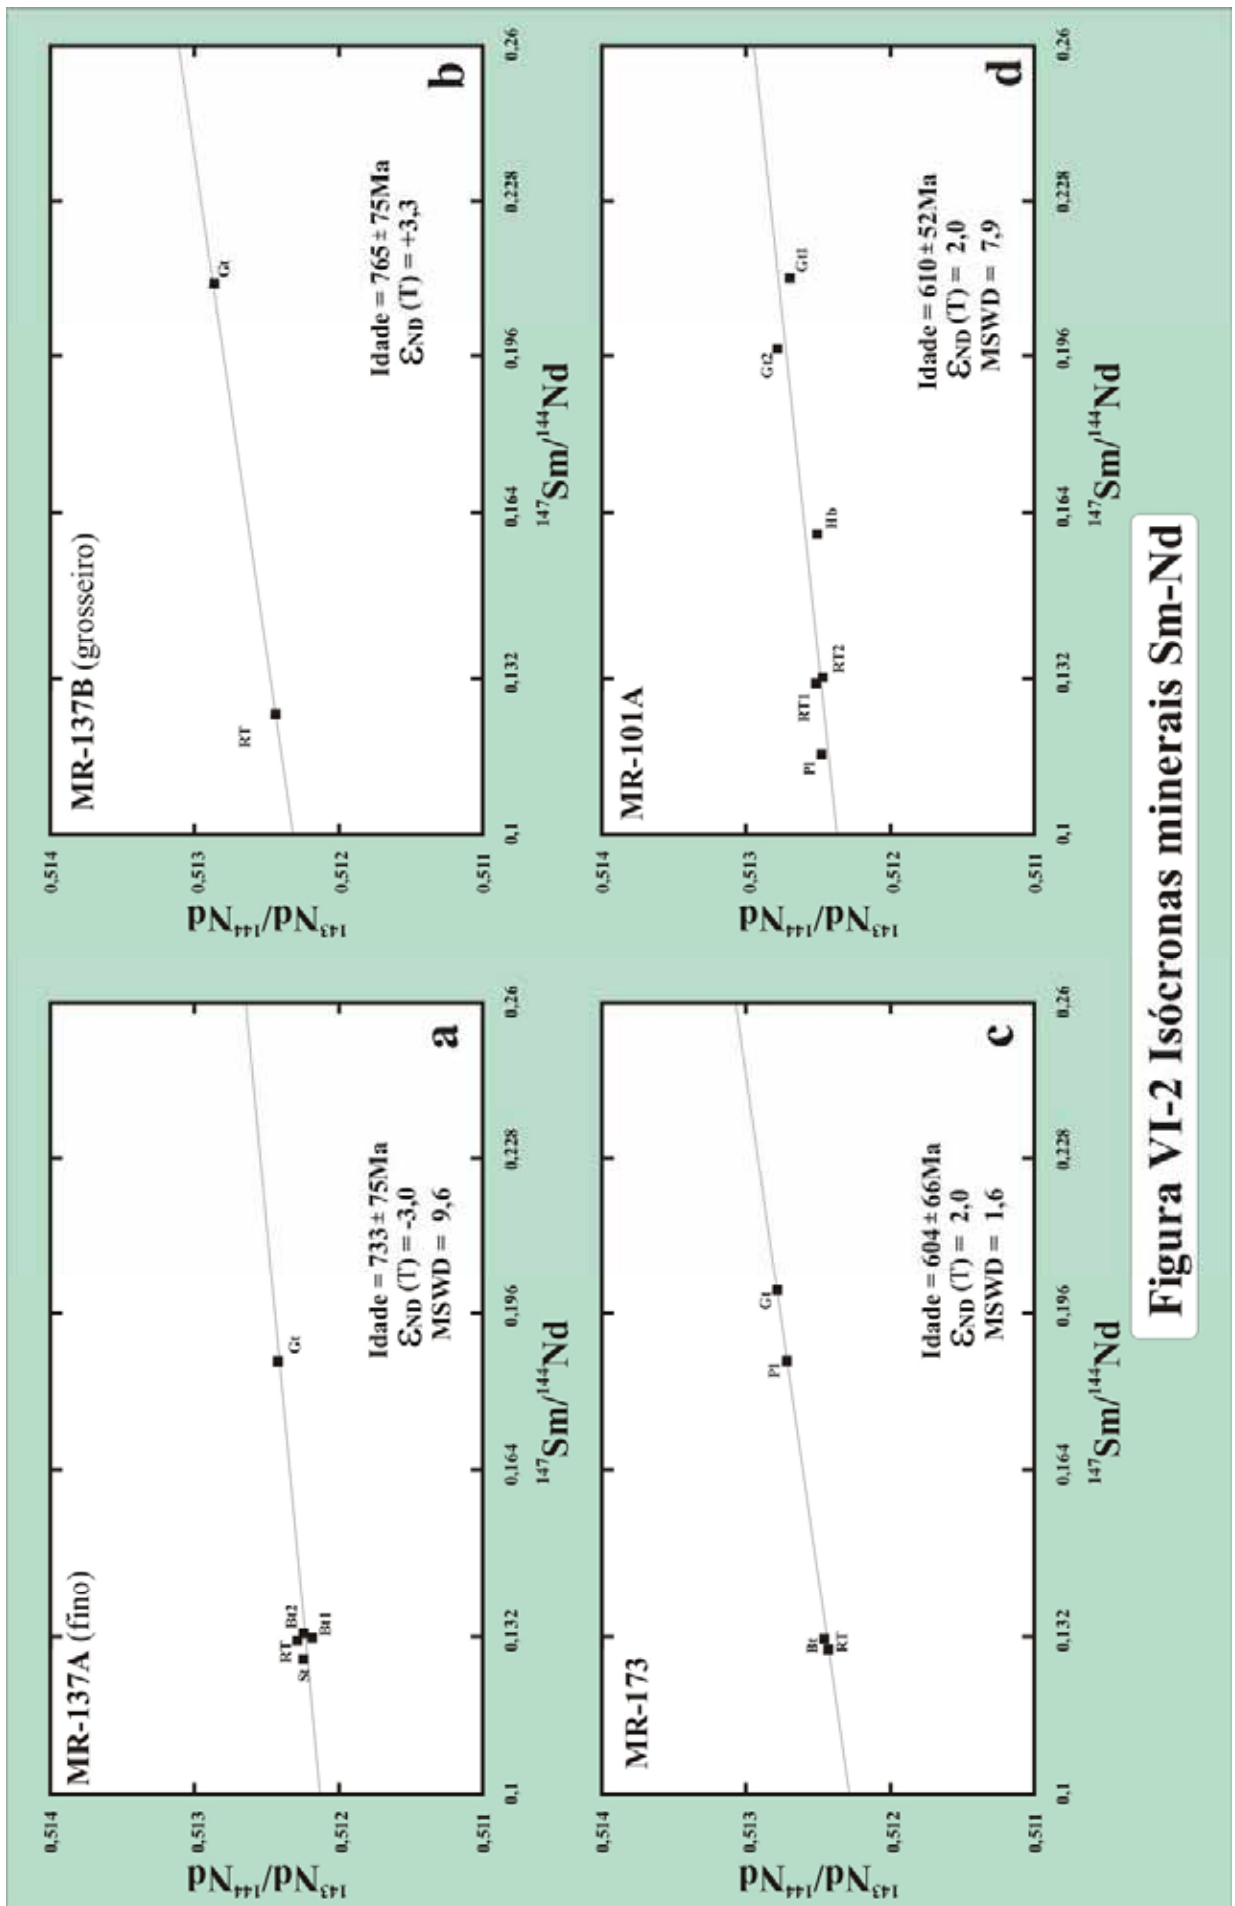 MR-137A (fino)
0,514
0,513
0,512
0,511
¹⁴³Nd/¹⁴⁴Nd
St
RT
Bt2
Bt1
Gt
Idade = 733 ± 75Ma
εND (T) = -3,0
MSWD = 9,6
a
0,1
0,132
0,164
0,196
0,228
0,26
¹⁴⁷Sm/¹⁴⁴Nd
MR-137B (grosseiro)
0,514
0,513
0,512
0,511
¹⁴³Nd/¹⁴⁴Nd
RT
Gt
Idade = 765 ± 75Ma
εND (T) = +3,3
b
0,1
0,132
0,164
0,196
0,228
0,26
¹⁴⁷Sm/¹⁴⁴Nd
MR-173
0,514
0,513
0,512
0,511
¹⁴³Nd/¹⁴⁴Nd
Bt
RT
Pl
Gt
Idade = 604 ± 66Ma
εND (T) = 2,0
MSWD = 1,6
c
0,1
0,132
0,164
0,196
0,228
0,26
¹⁴⁷Sm/¹⁴⁴Nd
MR-101A
0,514
0,513
0,512
0,511
¹⁴³Nd/¹⁴⁴Nd
Pl
RT1
RT2
Hb
Gt2
Gt1
Idade = 610 ± 52Ma
εND (T) = 2,0
MSWD = 7,9
d
0,1
0,132
0,164
0,196
0,228
0,26
¹⁴⁷Sm/¹⁴⁴Nd
Figura VI-2 Isócronas minerais Sm-Nd